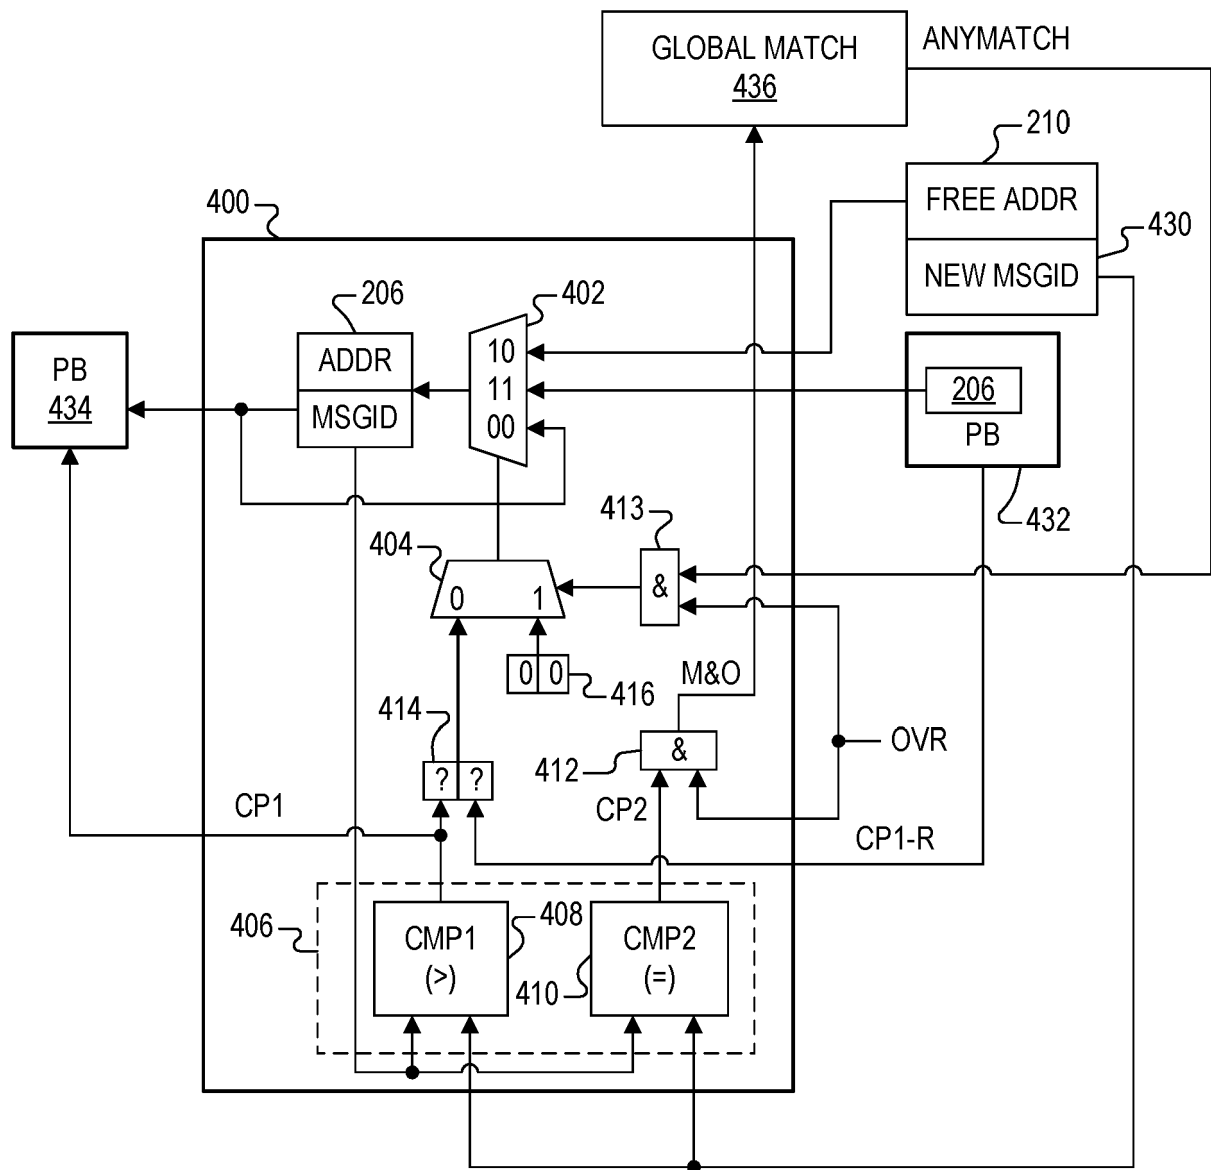 GLOBAL MATCH
436
ANYMATCH
210
FREE ADDR
400
430
NEW MSGID
206
402
ADDR
MSGID
10
11
00
PB
434
206
PB
432
413
404
0 1
&
0 0
416
M&O
414
? ?
412
&
OVR
CP1
CP2
CP1-R
406
CMP1
(>)
408
410
CMP2
(=)